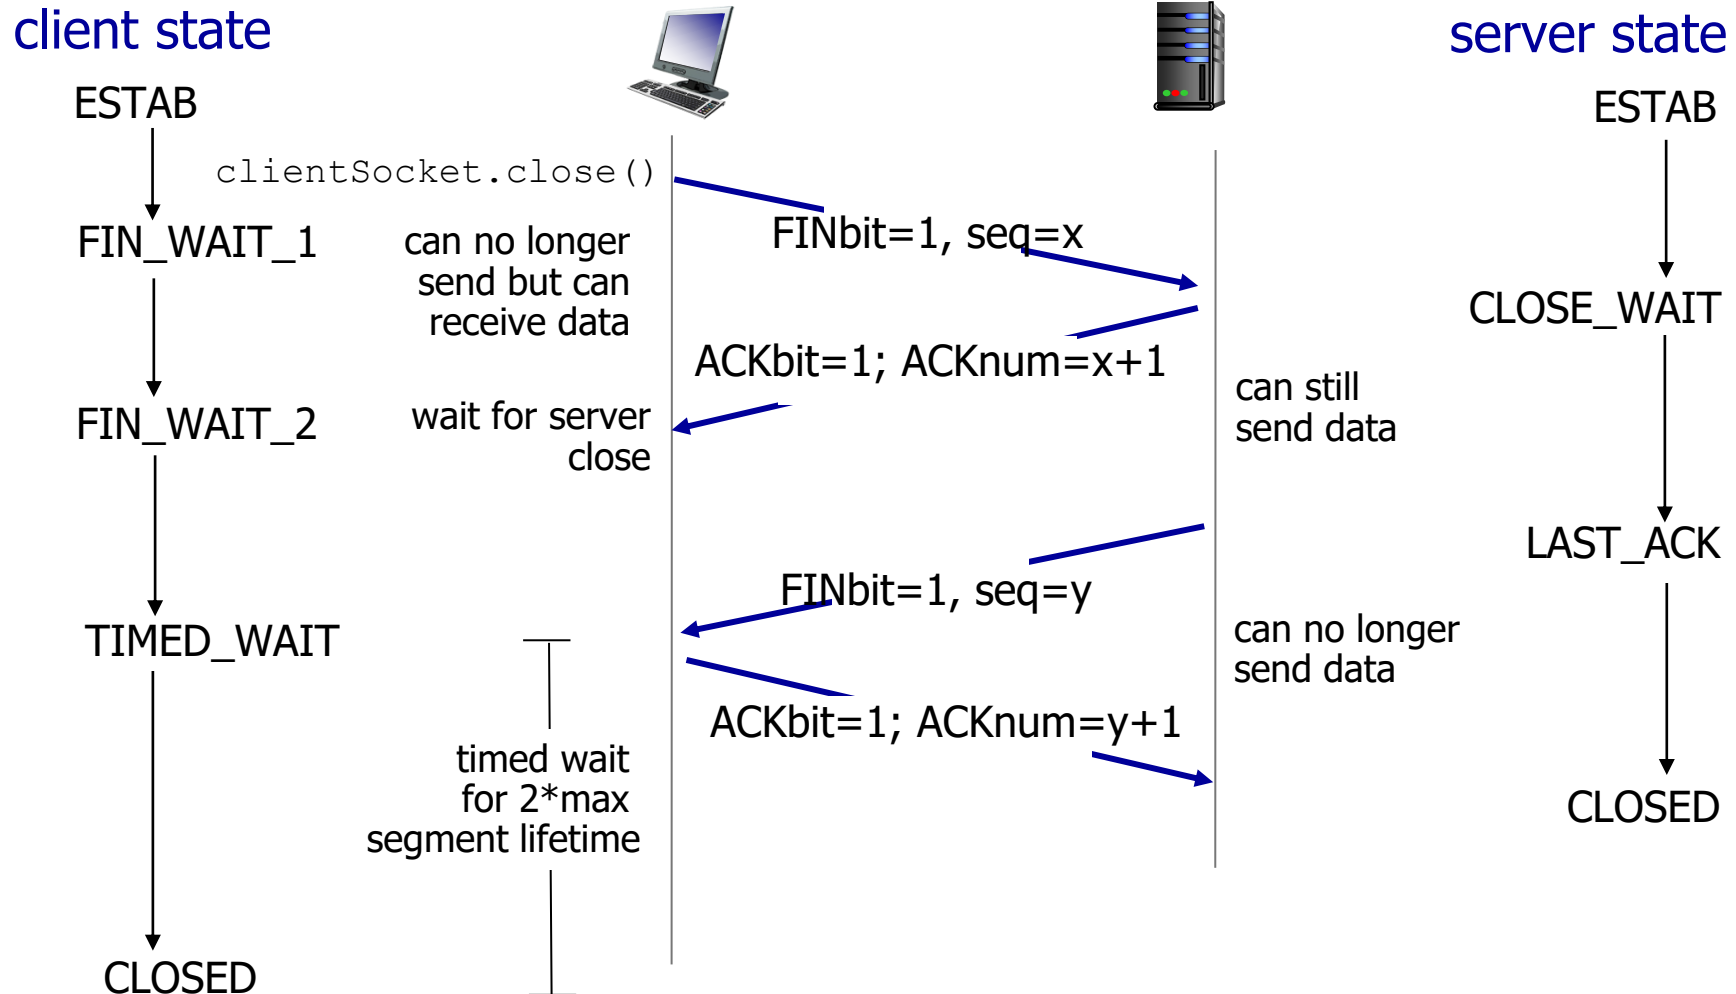 client state
server state
ESTAB
ESTAB
clientSocket.close()
FINbit=1, seq=x
FIN_WAIT_1
can no longer
send but can
receive data
CLOSE_WAIT
ACKbit=1; ACKnum=x+1
can still
send data
FIN_WAIT_2
wait for server
close
LAST_ACK
FINbit=1, seq=y
can no longer
send data
TIMED_WAIT
ACKbit=1; ACKnum=y+1
timed wait
for 2*max
segment lifetime
CLOSED
CLOSED